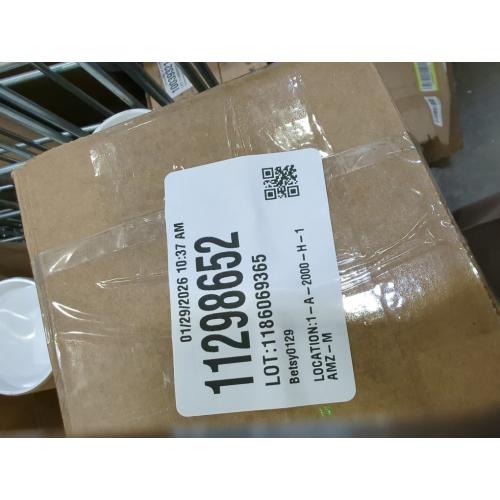 01/29/2026 10:37 AM
11298652
LOT:1186069365
Betsy0129
LOCATION:1-A-2000-H-1
AMZ-M